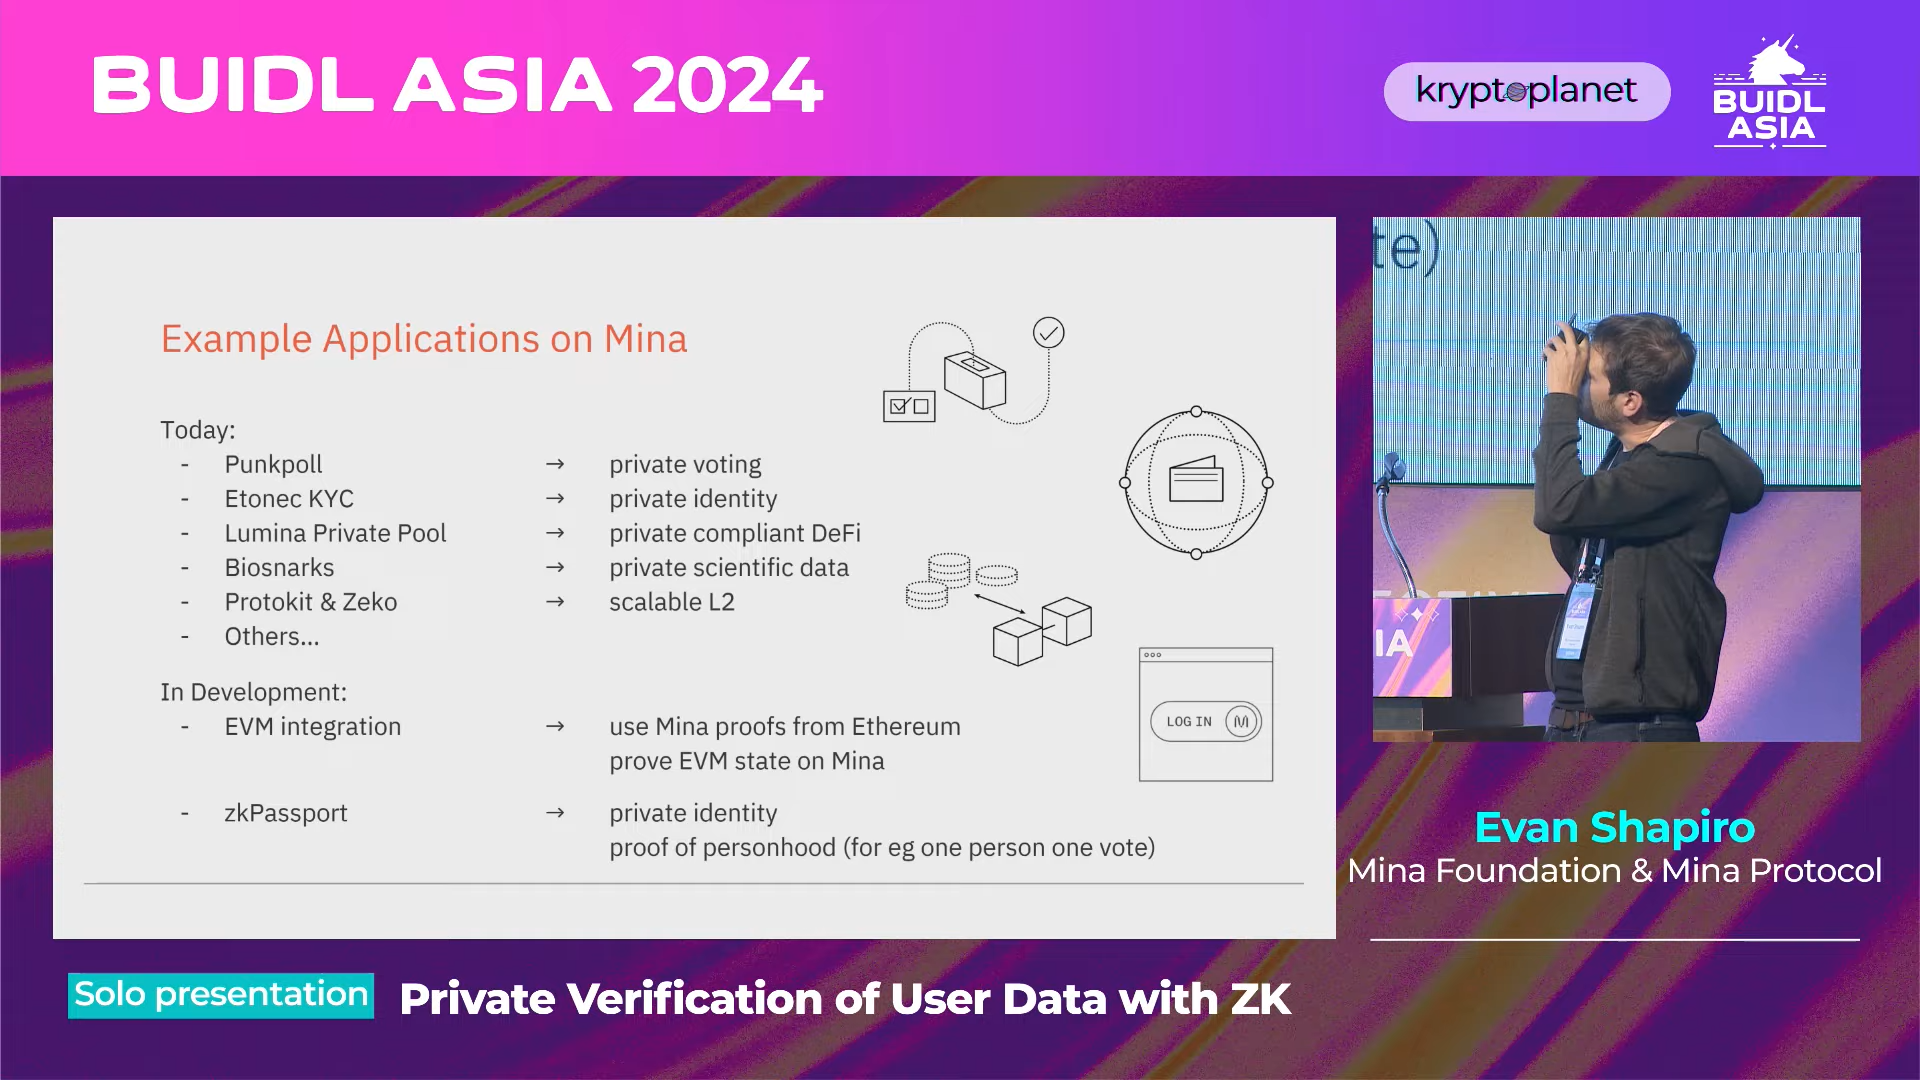 BUIDL ASIA 2024
kryptoplanet
BUIDL
ASIA
Example Applications on Mina
Today:
- Punkpoll → private voting
- Etonec KYC → private identity
- Lumina Private Pool → private compliant DeFi
- Biosnarks → private scientific data
- Protokit & Zeko → scalable L2
- Others...
In Development:
- EVM integration → use Mina proofs from Ethereum
prove EVM state on Mina
- zkPassport → private identity
proof of personhood (for eg one person one vote)
LOG IN
te)
IA
Evan Shapiro
Mina Foundation & Mina Protocol
Solo presentation
Private Verification of User Data with ZK